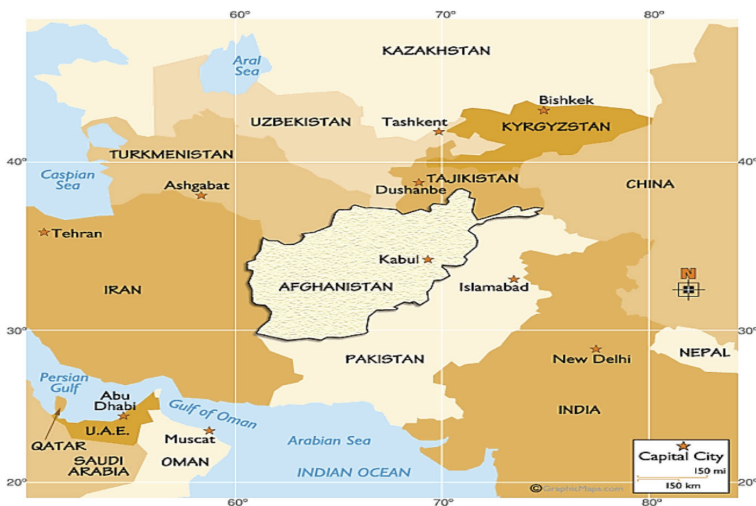 60°
70°
80°
KAZAKHSTAN
Aral
Sea
Bishkek
UZBEKISTAN
Tashkent
KYRGYZSTAN
TURKMENISTAN
40°
40°
Caspian
Sea
Ashgabat
TAJIKISTAN
Dushanbe
CHINA
Tehran
Kabul
AFGHANISTAN
Islamabad
N
IRAN
30°
30°
PAKISTAN
New Delhi
NEPAL
Persian
Gulf
Abu
Dhabi
Gulf of Oman
U.A.E.
INDIA
QATAR
Muscat
Arabian Sea
SAUDI
ARABIA
OMAN
INDIAN OCEAN
Capital City
150 mi
150 km
20°
20°
© GraphicMaps.com
60°
70°
80°